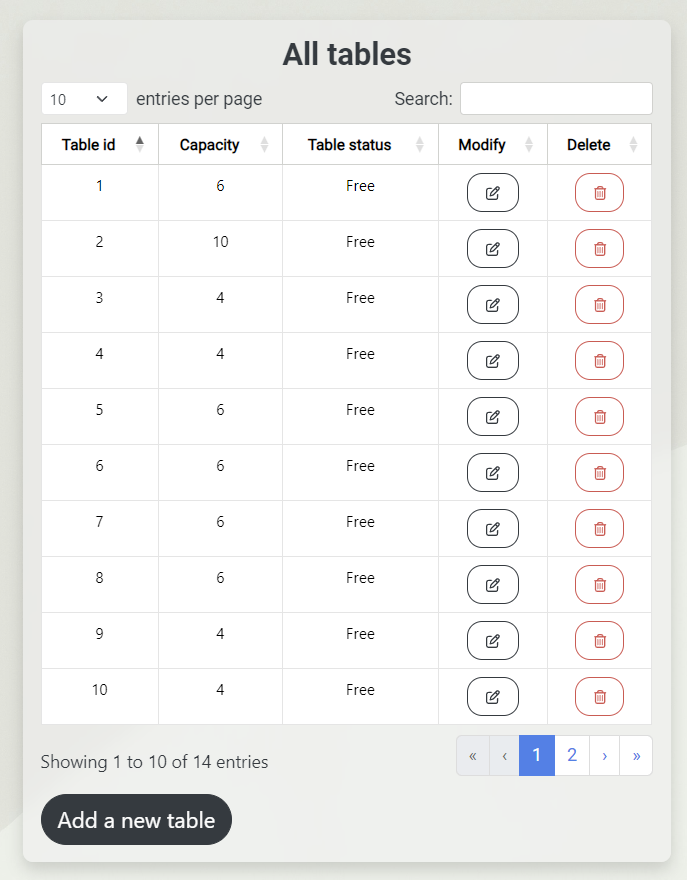 All tables
10 entries per page Search:
Table id Capacity Table status Modify Delete
1 6 Free
2 10 Free
3 4 Free
4 4 Free
5 6 Free
6 6 Free
7 6 Free
8 6 Free
9 4 Free
10 4 Free
Showing 1 to 10 of 14 entries « ‹ 1 2 › »
Add a new table